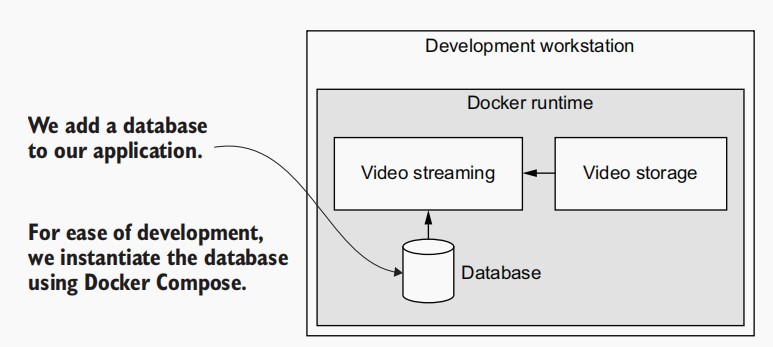 Development workstation
Docker runtime
We add a database
to our application.
Video streaming
Video storage
For ease of development,
we instantiate the database
using Docker Compose.
Database